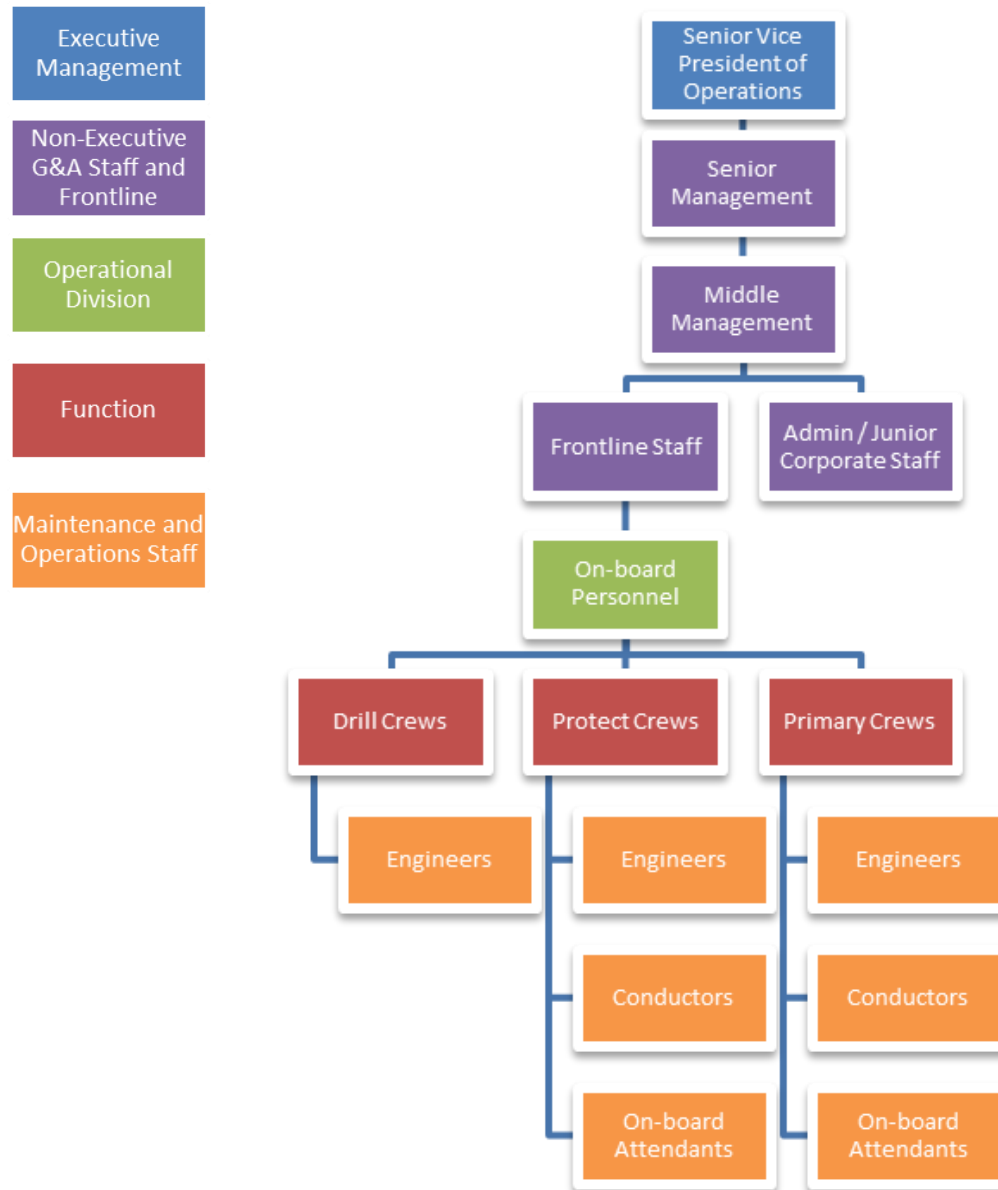 Executive
Management
Non-Executive
G&A Staff and
Frontline
Operational
Division
Function
Maintenance and
Operations Staff
Senior Vice
President of
Operations
Senior
Management
Middle
Management
Frontline Staff
Admin / Junior
Corporate Staff
On-board
Personnel
Drill Crews
Protect Crews
Primary Crews
Engineers
Engineers
Conductors
On-board
Attendants
Engineers
Conductors
On-board
Attendants